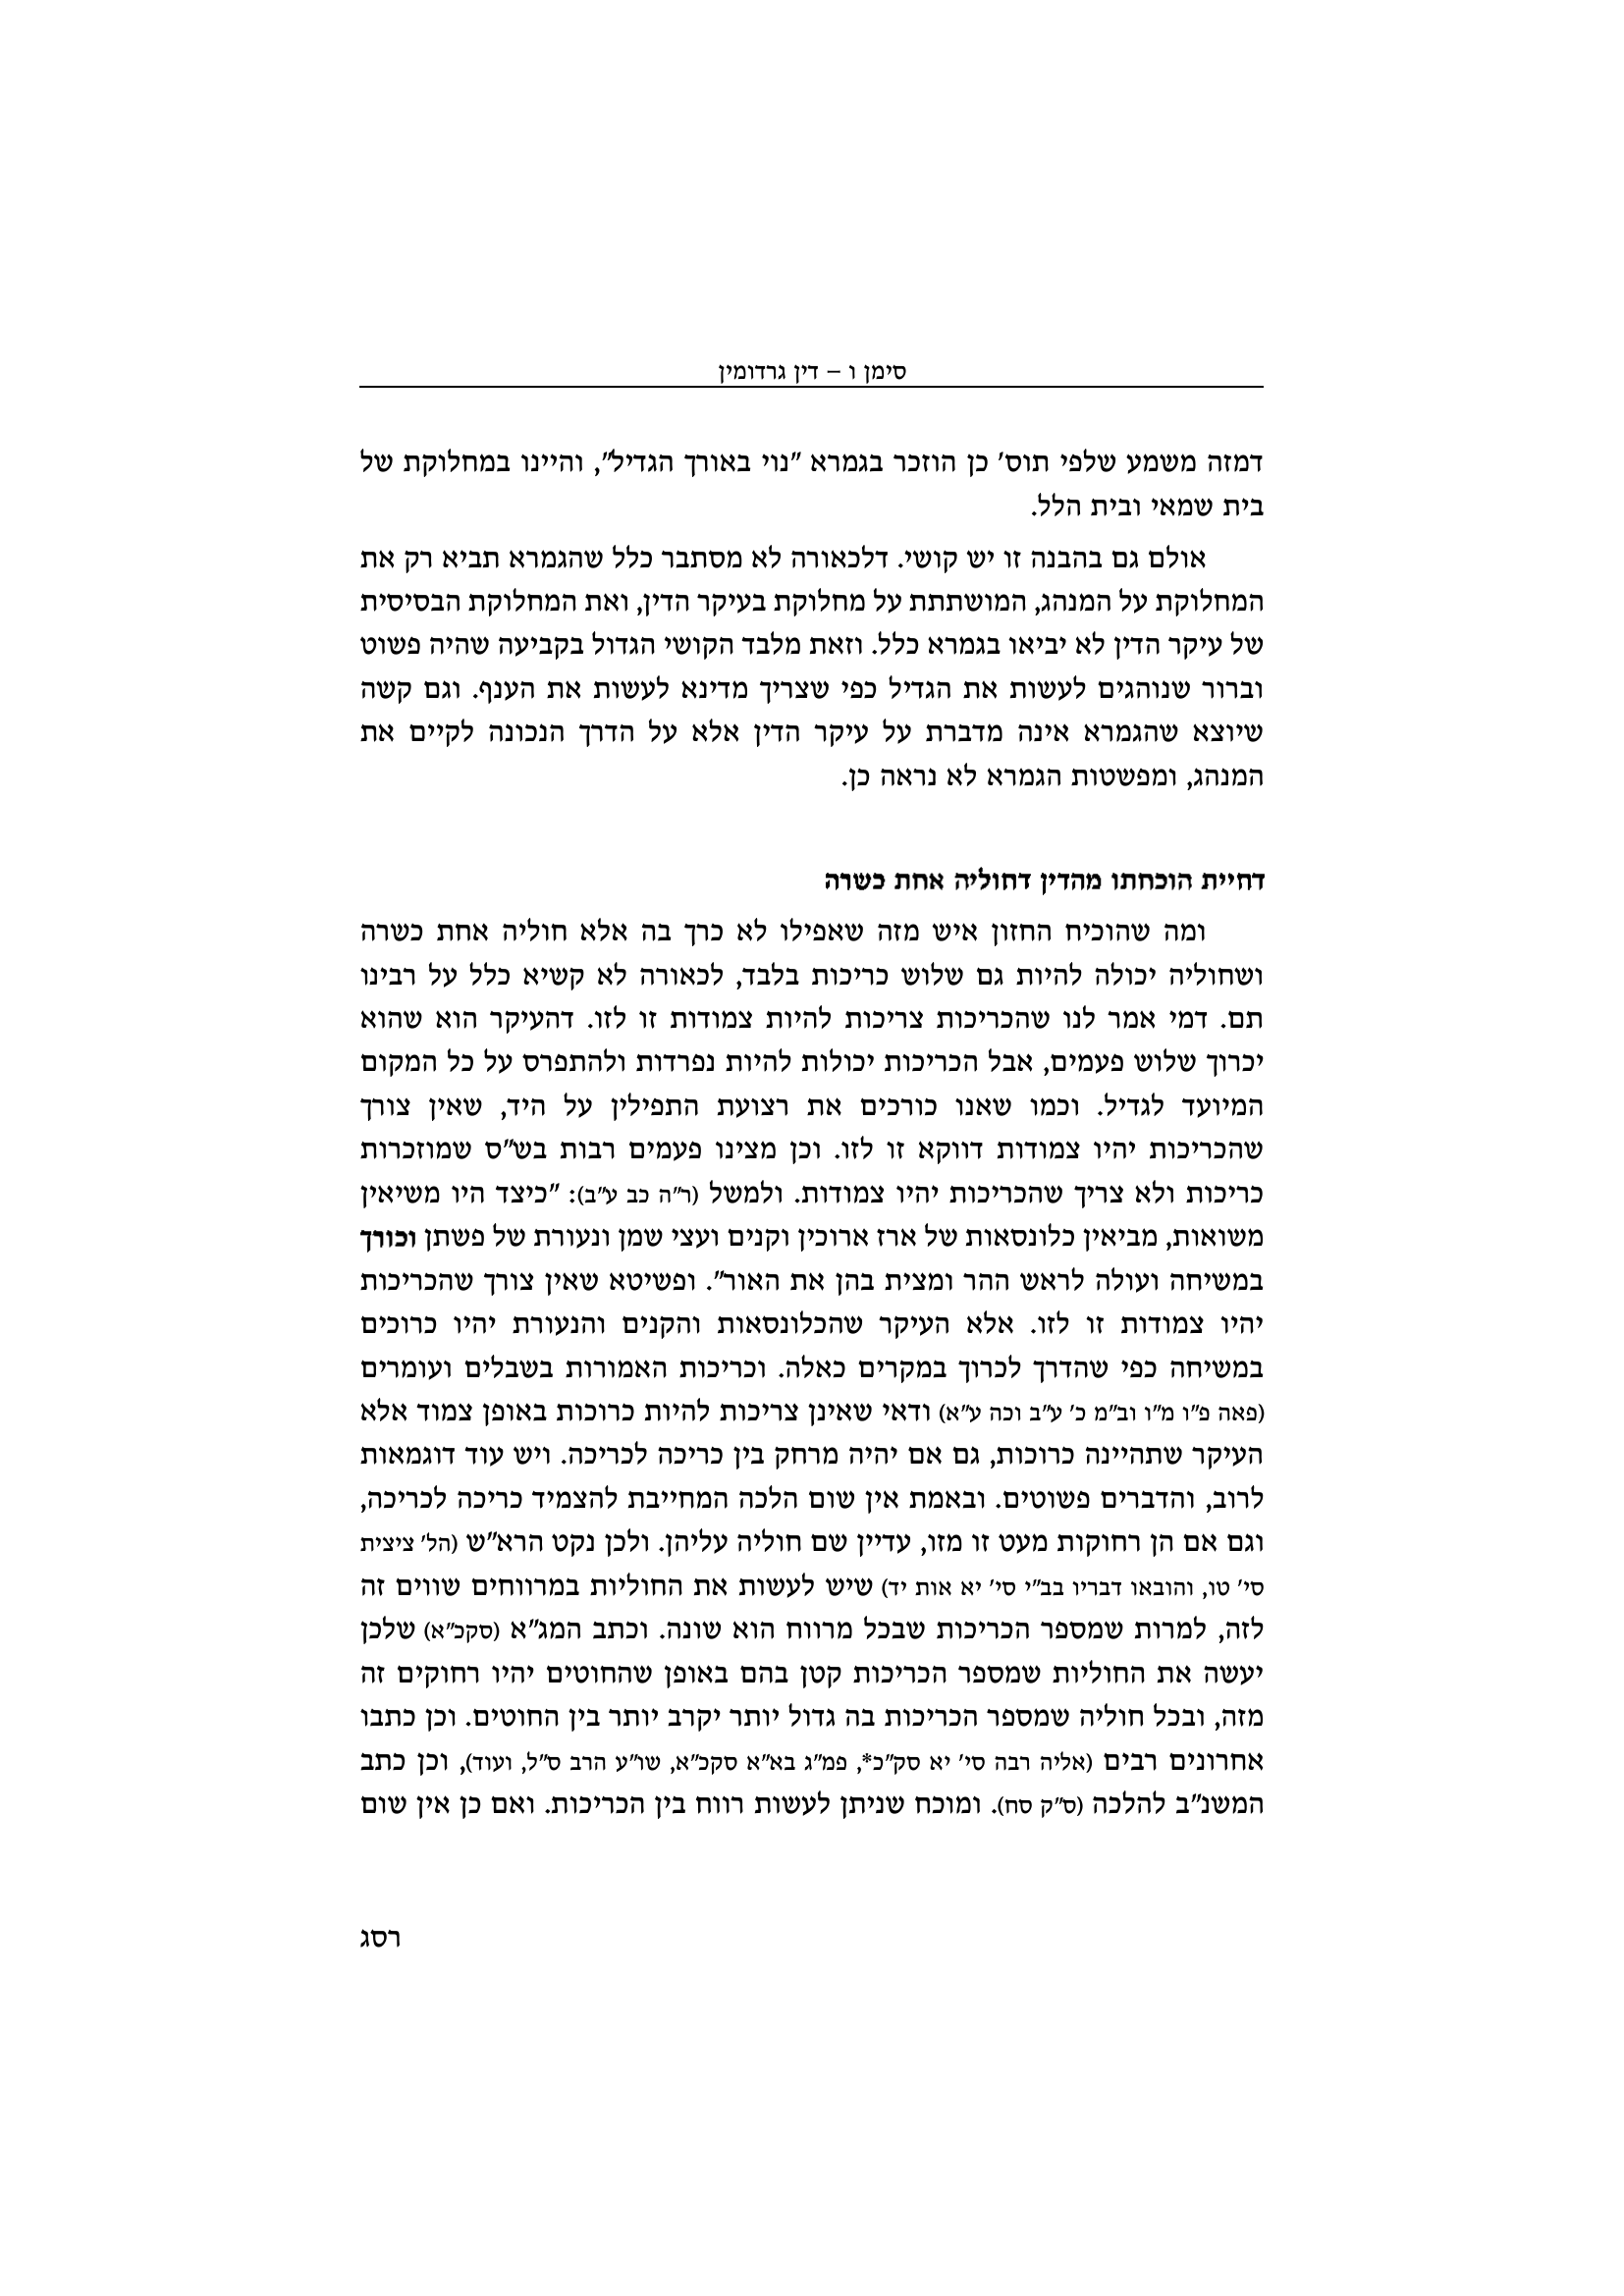 סימן ו – דין גרדומין
דמזה משמע שלפי תוס' כן הוזכר בגמרא "נוי באורך הגדיל", והיינו במחלוקת של
בית שמאי ובית הלל.
אולם גם בהבנה זו יש קושי. דלכאורה לא מסתבר כלל שהגמרא תביא רק את
המחלוקת על המנהג, המושתתת על מחלוקת בעיקר הדין, ואת המחלוקת הבסיסית
של עיקר הדין לא יביאו בגמרא כלל. וזאת מלבד הקושי הגדול בקביעה שהיה פשוט
וברור שנוהגים לעשות את הגדיל כפי שצריך מדינא לעשות את הענף. וגם קשה
שיוצא שהגמרא אינה מדברת על עיקר הדין אלא על הדרך הנכונה לקיים את
המנהג, ומפשטות הגמרא לא נראה כן.
דחיית הוכחתו מהדין דחוליה אחת כשרה
ומה שהוכיח החזון איש מזה שאפילו לא כרך בה אלא חוליה אחת כשרה
ושחוליה יכולה להיות גם שלוש כריכות בלבד, לכאורה לא קשיא כלל על רבינו
תם. דמי אמר לנו שהכריכות צריכות להיות צמודות זו לזו. דהעיקר הוא שהוא
יכרוך שלוש פעמים, אבל הכריכות יכולות להיות נפרדות ולהתפרס על כל המקום
המיועד לגדיל. וכמו שאנו כורכים את רצועת התפילין על היד, שאין צורך
שהכריכות יהיו צמודות דווקא זו לזו. וכן מצינו פעמים רבות בש"ס שמוזכרות
כריכות ולא צריך שהכריכות יהיו צמודות. ולמשל (ר"ה כב ע"ב): "כיצד היו משיאין
משואות, מביאין כלונסאות של ארז ארוכין וקנים ועצי שמן ונעורת של פשתן וכורך
במשיחה ועולה לראש ההר ומצית בהן את האור". ופשיטא שאין צורך שהכריכות
יהיו צמודות זו לזו. אלא העיקר שהכלונסאות והקנים והנעורת יהיו כרוכים
במשיחה כפי שהדרך לכרוך במקרים כאלה. וכריכות האמורות בשבלים ועומרים
(פאה פ"ו מ"ו וב"מ כ' ע"ב וכה ע"א) ודאי שאינן צריכות להיות כרוכות באופן צמוד אלא
העיקר שתהיינה כרוכות, גם אם יהיה מרחק בין כריכה לכריכה. ויש עוד דוגמאות
לרוב, והדברים פשוטים. ובאמת אין שום הלכה המחייבת להצמיד כריכה לכריכה,
וגם אם הן רחוקות מעט זו מזו, עדיין שם חוליה עליהן. ולכן נקט הרא"ש (הל' ציצית
סי' טו, והובאו דבריו בב"י סי' יא אות יד) שיש לעשות את החוליות במרווחים שווים זה
לזה, למרות שמספר הכריכות שבכל מרווח הוא שונה. וכתב המג"א (סקכ"א) שלכן
יעשה את החוליות שמספר הכריכות קטן בהם באופן שהחוטים יהיו רחוקים זה
מזה, ובכל חוליה שמספר הכריכות בה גדול יותר יקרב יותר בין החוטים. וכן כתבו
אחרונים רבים (אליה רבה סי' יא סק"כ*, פמ"ג בא"א סקכ"א, שו"ע הרב ס"ל, ועוד), וכן כתב
המשנ"ב להלכה (ס"ק סח). ומוכח שניתן לעשות רווח בין הכריכות. ואם כן אין שום
רסג